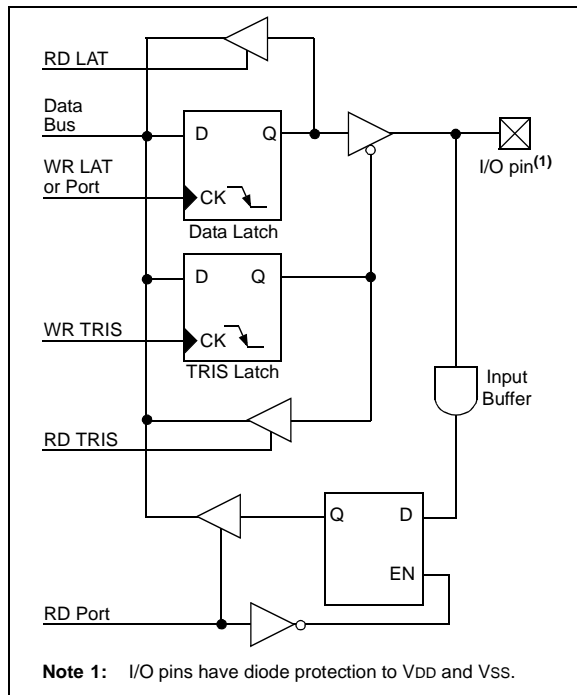 RD LAT
Data
Bus
D Q
WR LAT
or Port
CK
Data Latch
I/O pin(1)
D Q
WR TRIS
CK
TRIS Latch
Input
Buffer
RD TRIS
Q D
EN
RD Port
Note 1: I/O pins have diode protection to VDD and VSS.